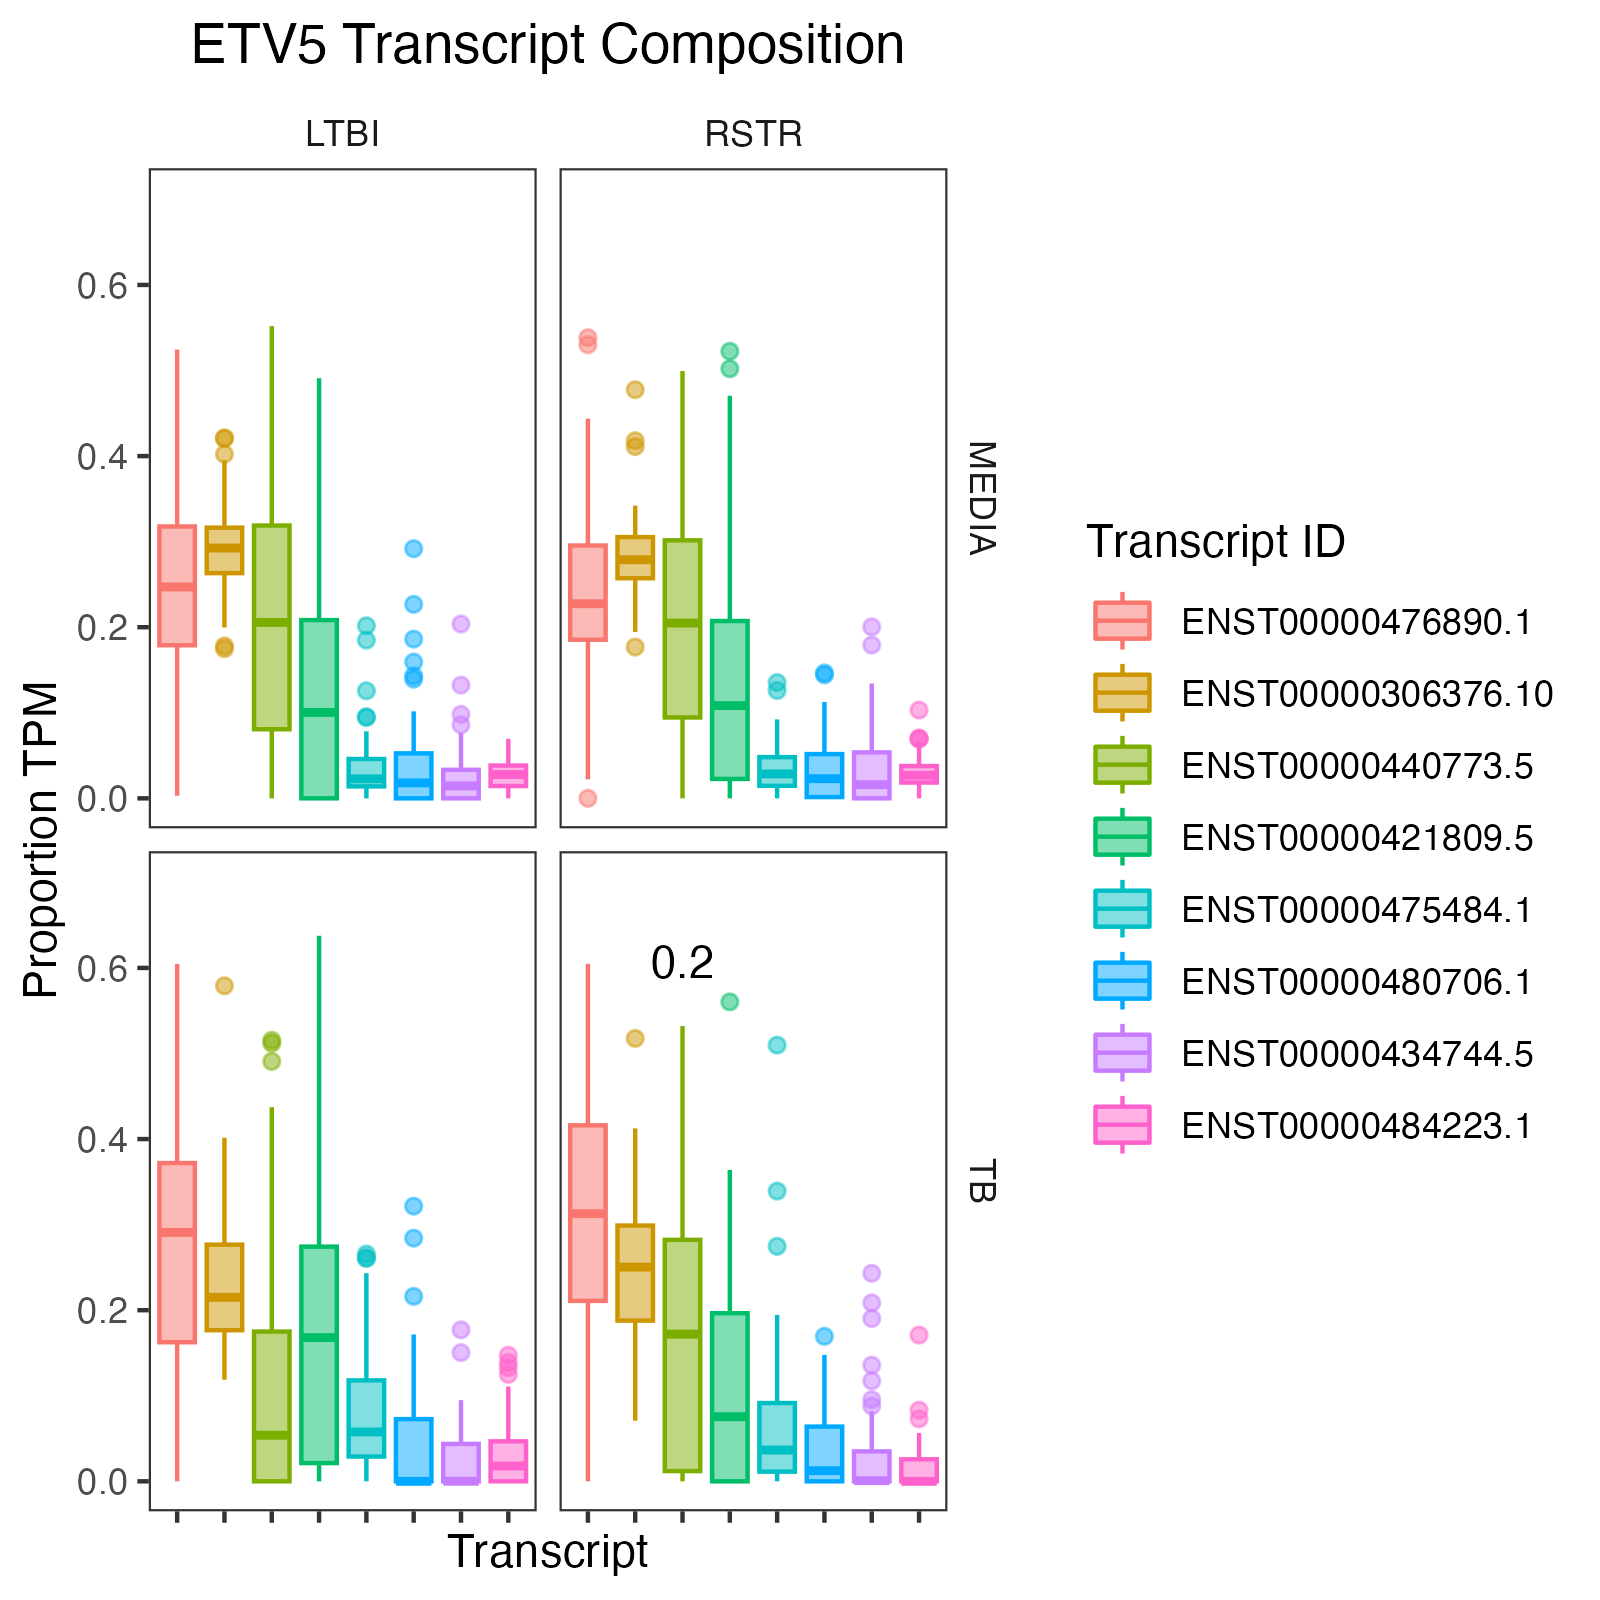 ETV5 Transcript Composition
LTBI
RSTR
0.6
0.4
0.2
0.0
MEDIA
0.6
0.4
0.2
0.0
0.2
TB
Proportion TPM
Transcript
Transcript ID
ENST00000476890.1
ENST00000306376.10
ENST00000440773.5
ENST00000421809.5
ENST00000475484.1
ENST00000480706.1
ENST00000434744.5
ENST00000484223.1